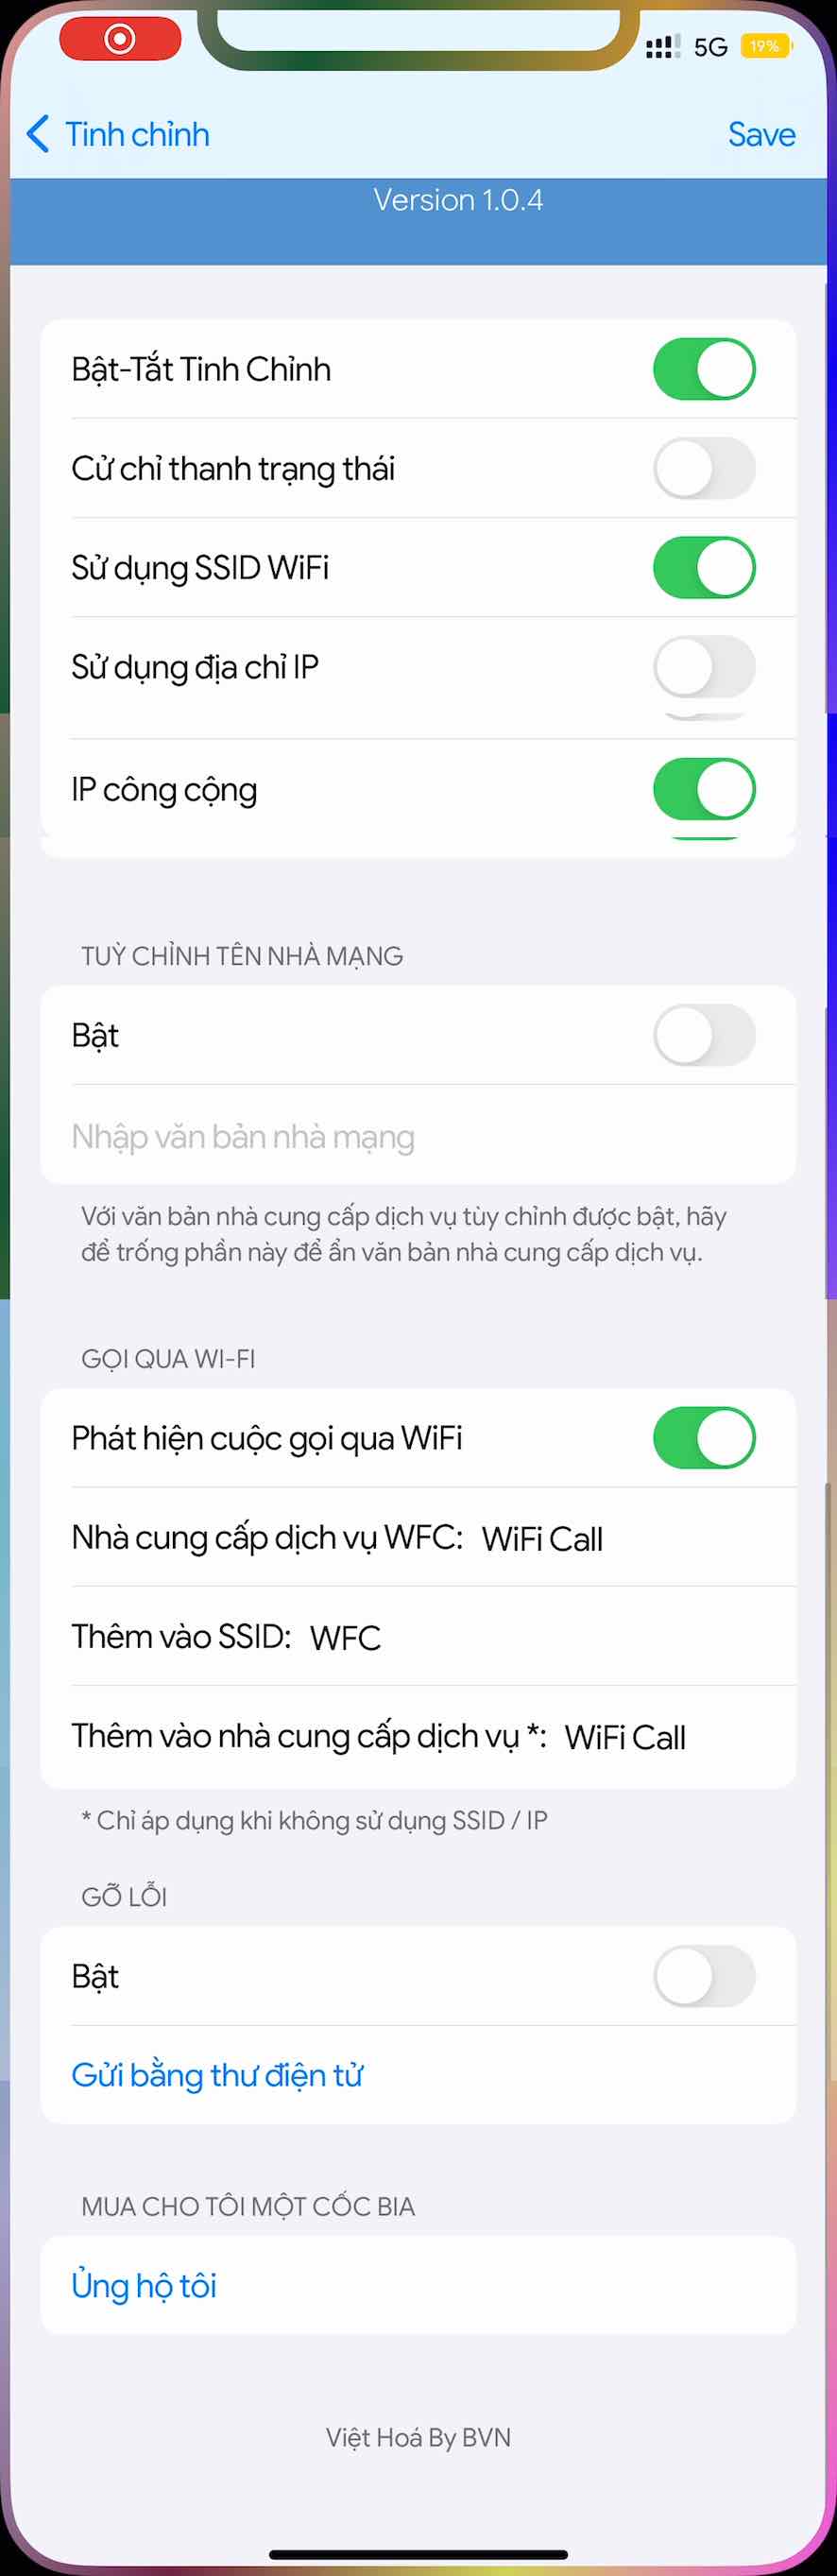 5G
19%
Tinh chỉnh
Save
Version 1.0.4
Bật-Tắt Tinh Chỉnh
Cử chỉ thanh trạng thái
Sử dụng SSID WiFi
Sử dụng địa chỉ IP
IP công cộng
TUỲ CHỈNH TÊN NHÀ MẠNG
Bật
Nhập văn bản nhà mạng
Với văn bản nhà cung cấp dịch vụ tùy chỉnh được bật, hãy
để trống phần này để ẩn văn bản nhà cung cấp dịch vụ.
GỌI QUA WI-FI
Phát hiện cuộc gọi qua WiFi
Nhà cung cấp dịch vụ WFC: WiFi Call
Thêm vào SSID: WFC
Thêm vào nhà cung cấp dịch vụ *: WiFi Call
* Chỉ áp dụng khi không sử dụng SSID / IP
GỠ LỖI
Bật
Gửi bằng thư điện tử
MUA CHO TÔI MỘT CỐC BIA
Ủng hộ tôi
Việt Hoá By BVN